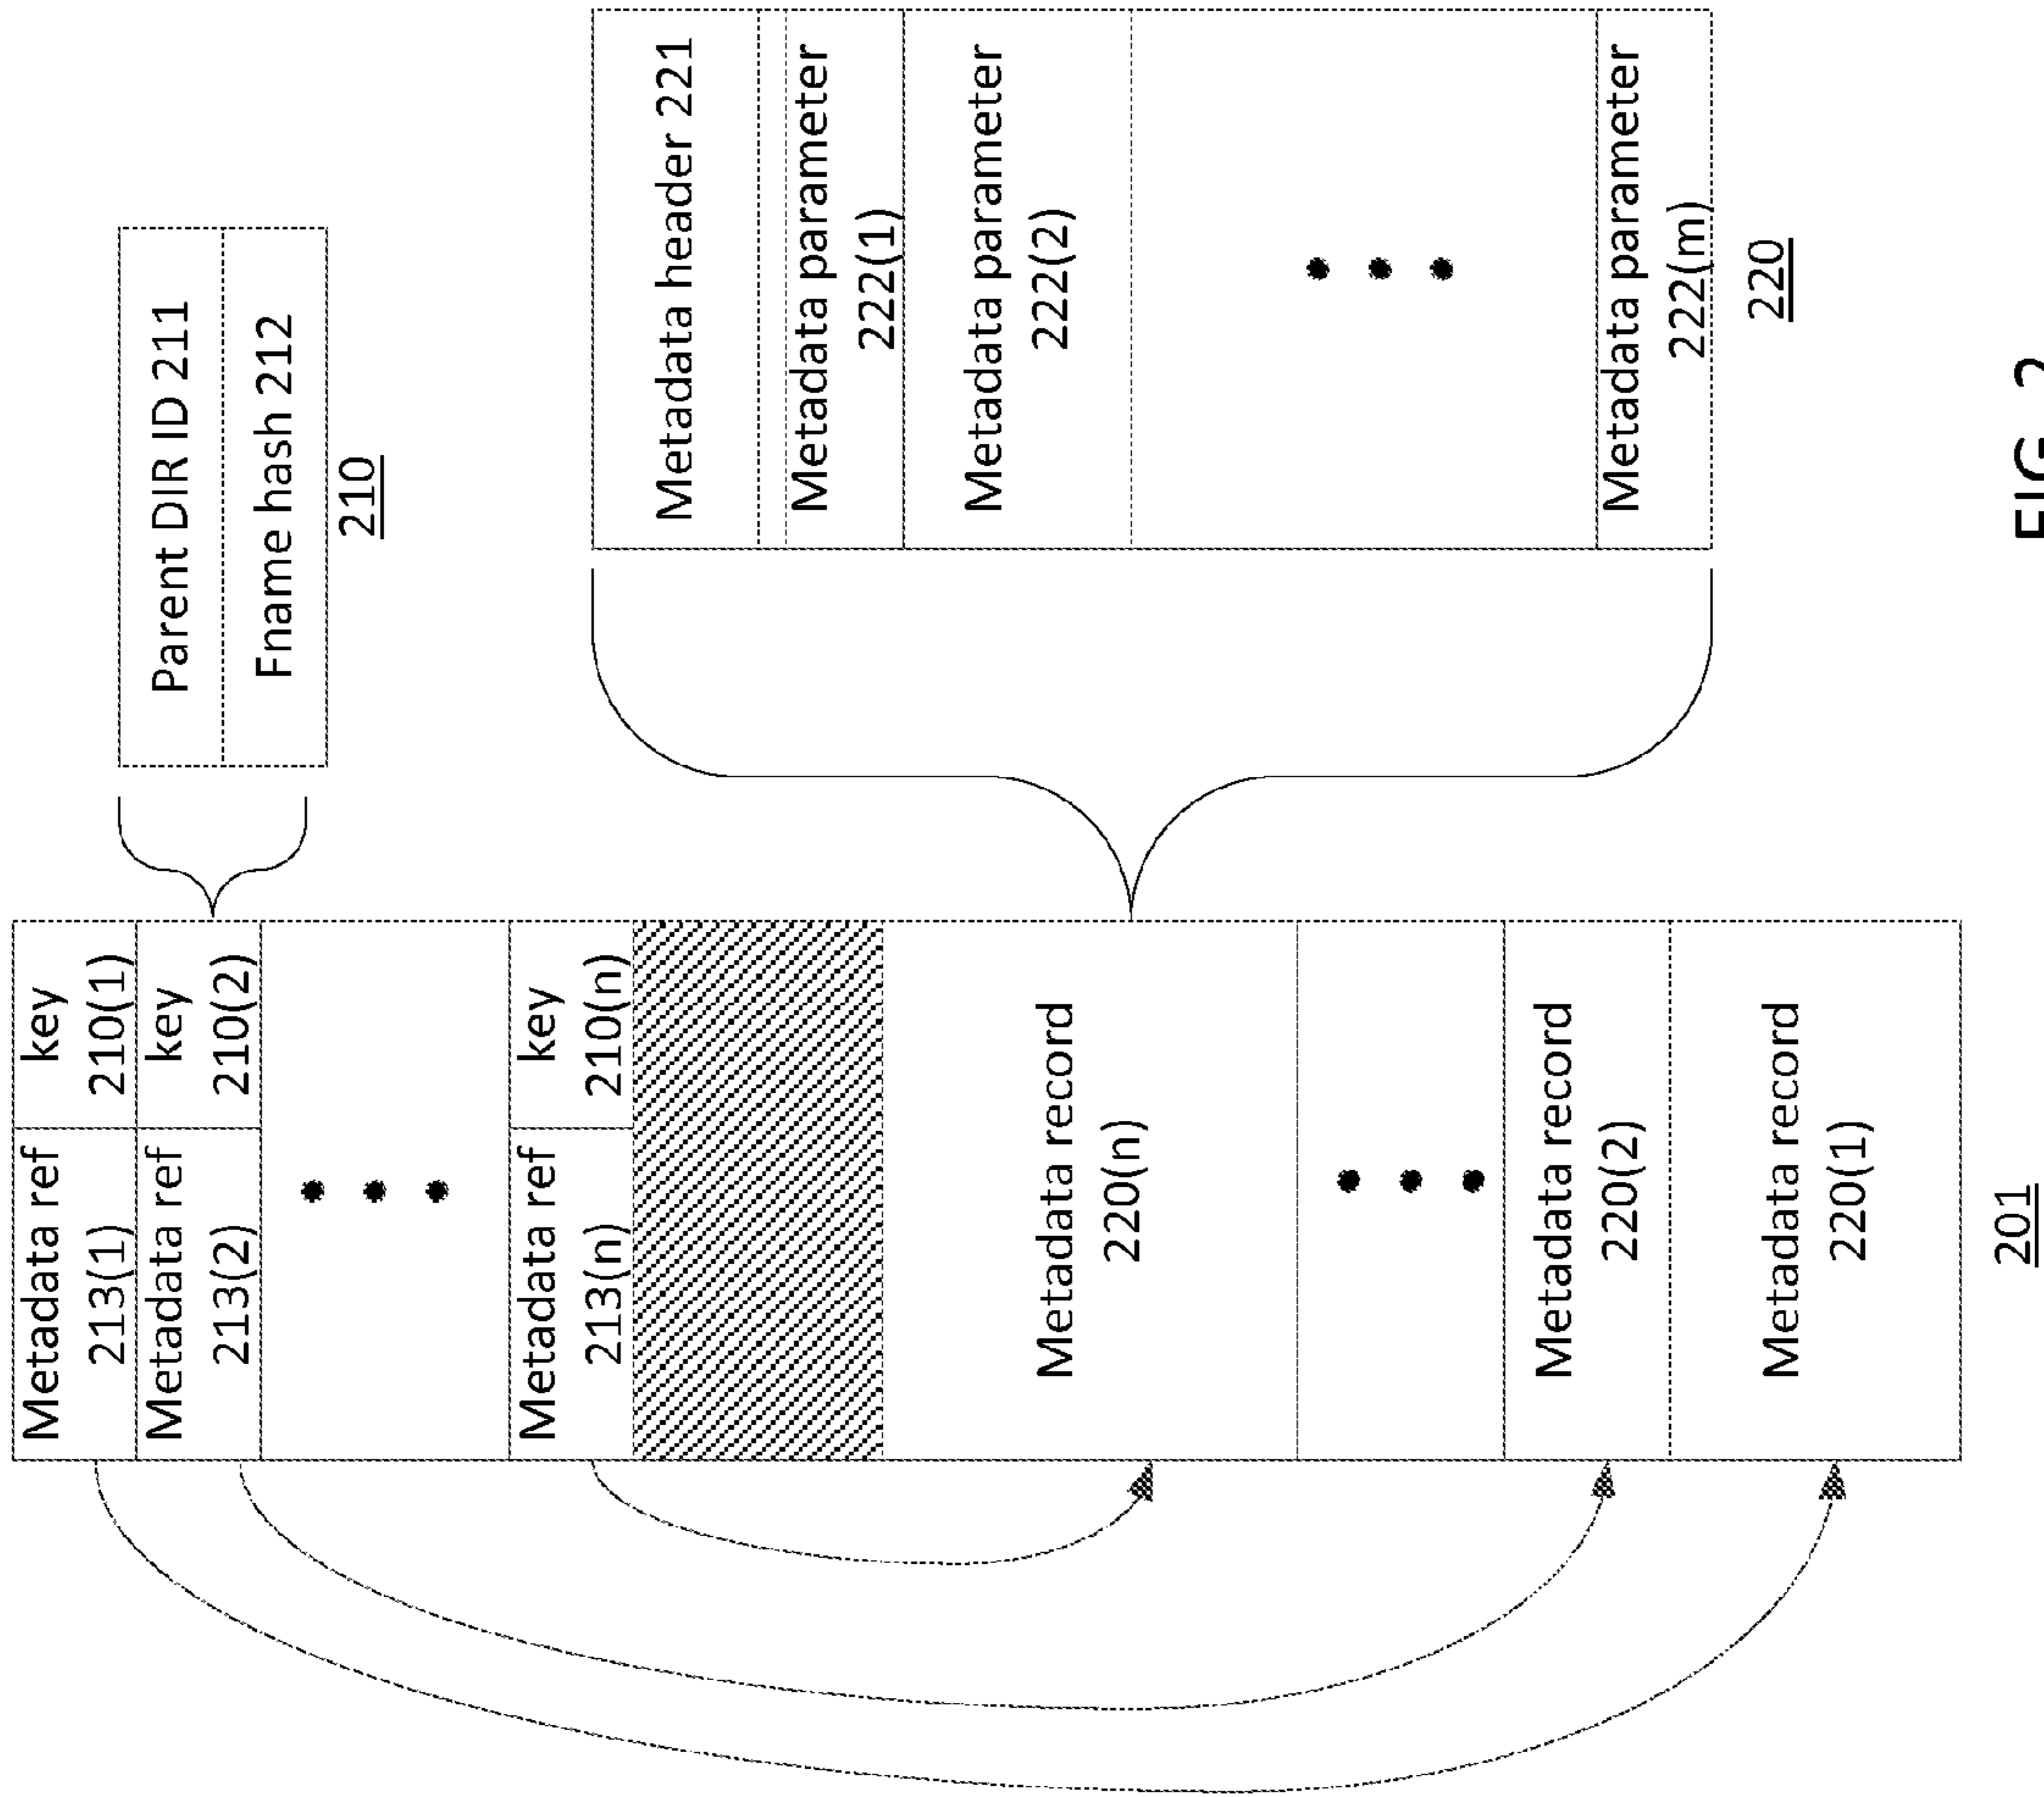 Metadata ref
213(1)
key
210(1)
Metadata ref
213(2)
key
210(2)
Metadata ref
213(n)
key
210(n)
Metadata record
220(n)
Metadata record
220(2)
Metadata record
220(1)
201
Parent DIR ID 211
Fname hash 212
210
Metadata header 221
Metadata parameter
222(1)
Metadata parameter
222(2)
Metadata parameter
222(m)
220
FIG. 2